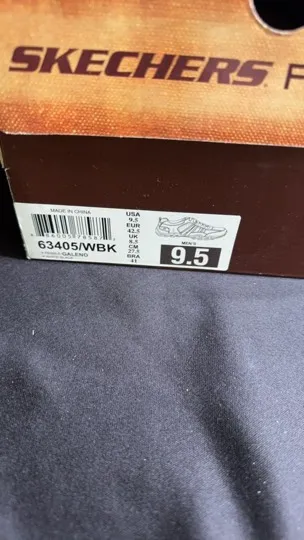 SKECHERS
MADE IN CHINA
63405/WBK
GALENO
USA
9.5
EUR
42.5
UK
8.5
CM
27.5
BRA
41
MEN'S
9.5